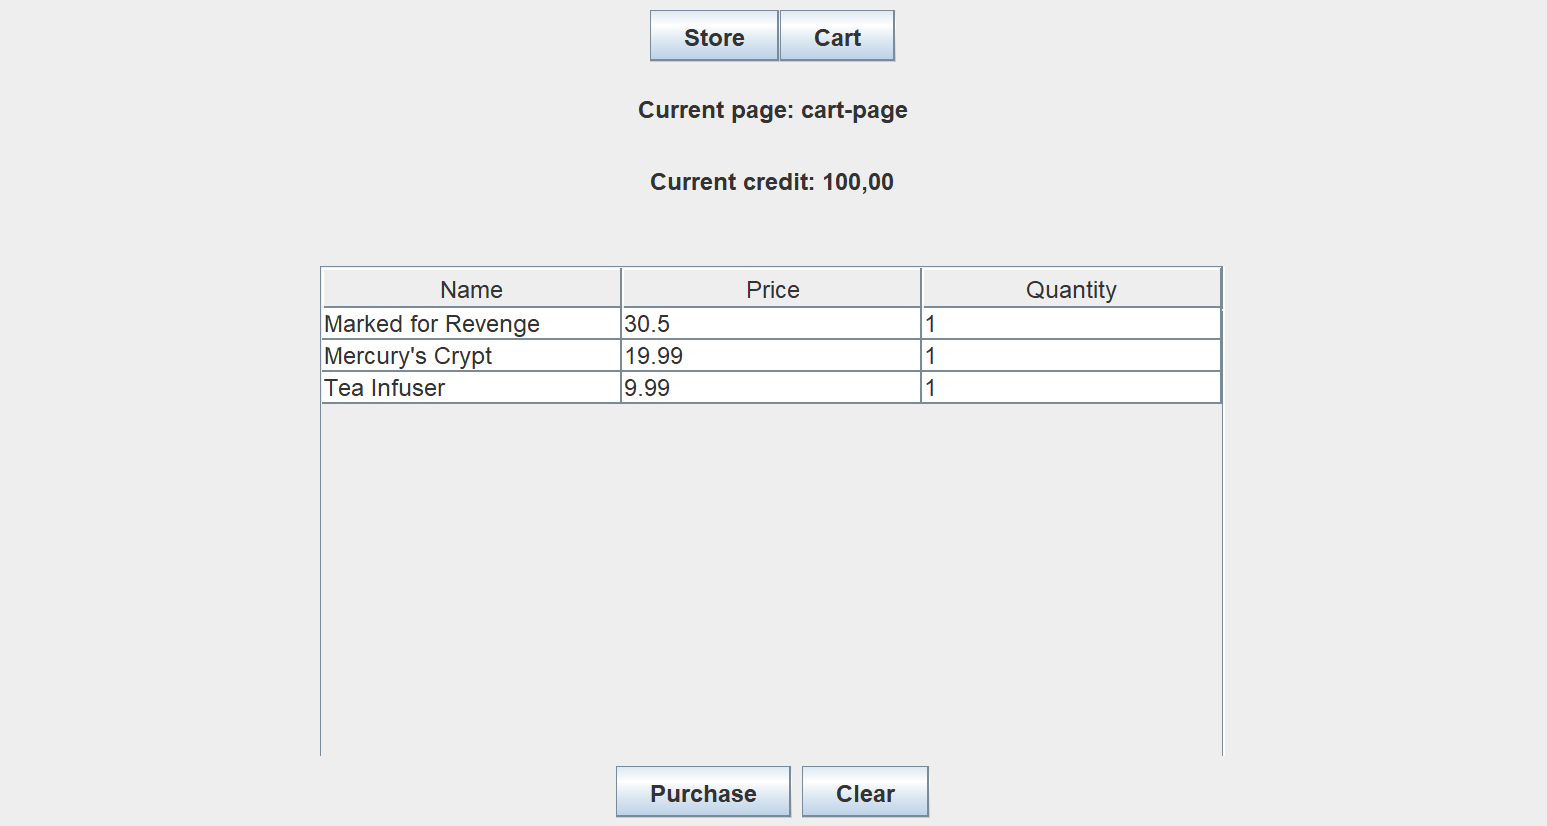 Store Cart
Current page: cart-page
Current credit: 100,00
Name Price Quantity
Marked for Revenge 30.5 1
Mercury's Crypt 19.99 1
Tea Infuser 9.99 1
Purchase Clear